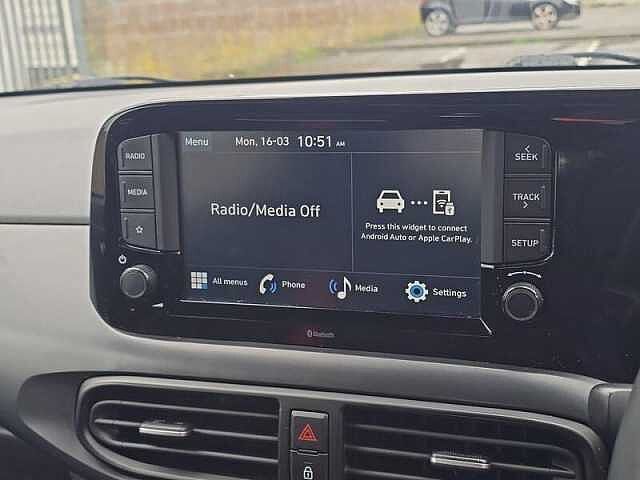 Menu Mon, 16-03 10:51 AM
RADIO
MEDIA
Radio/Media Off
Press this widget to connect
Android Auto or Apple CarPlay.
SEEK
TRACK
SETUP
All menus Phone Media Settings
Bluetooth